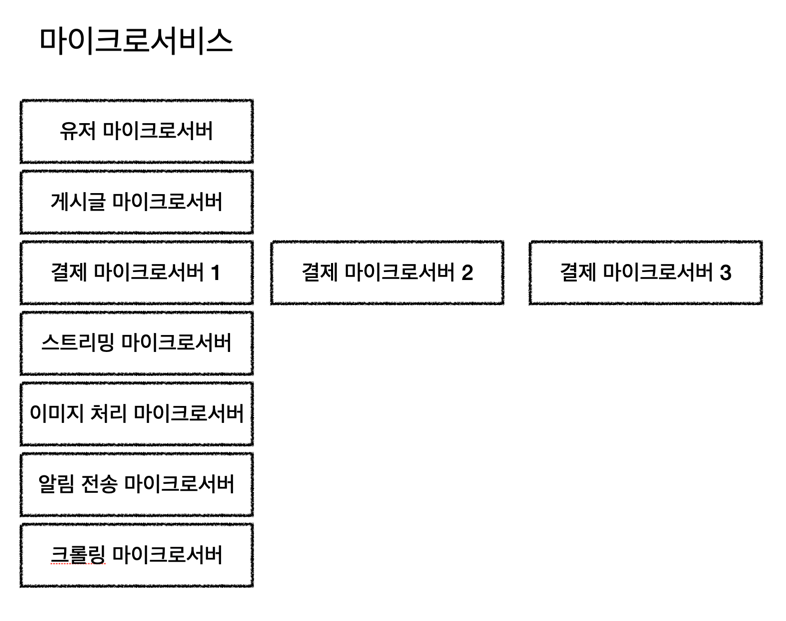 마이크로서비스
유저 마이크로서버
게시글 마이크로서버
결제 마이크로서버 1
결제 마이크로서버 2
결제 마이크로서버 3
스트리밍 마이크로서버
이미지 처리 마이크로서버
알림 전송 마이크로서버
크롤링 마이크로서버